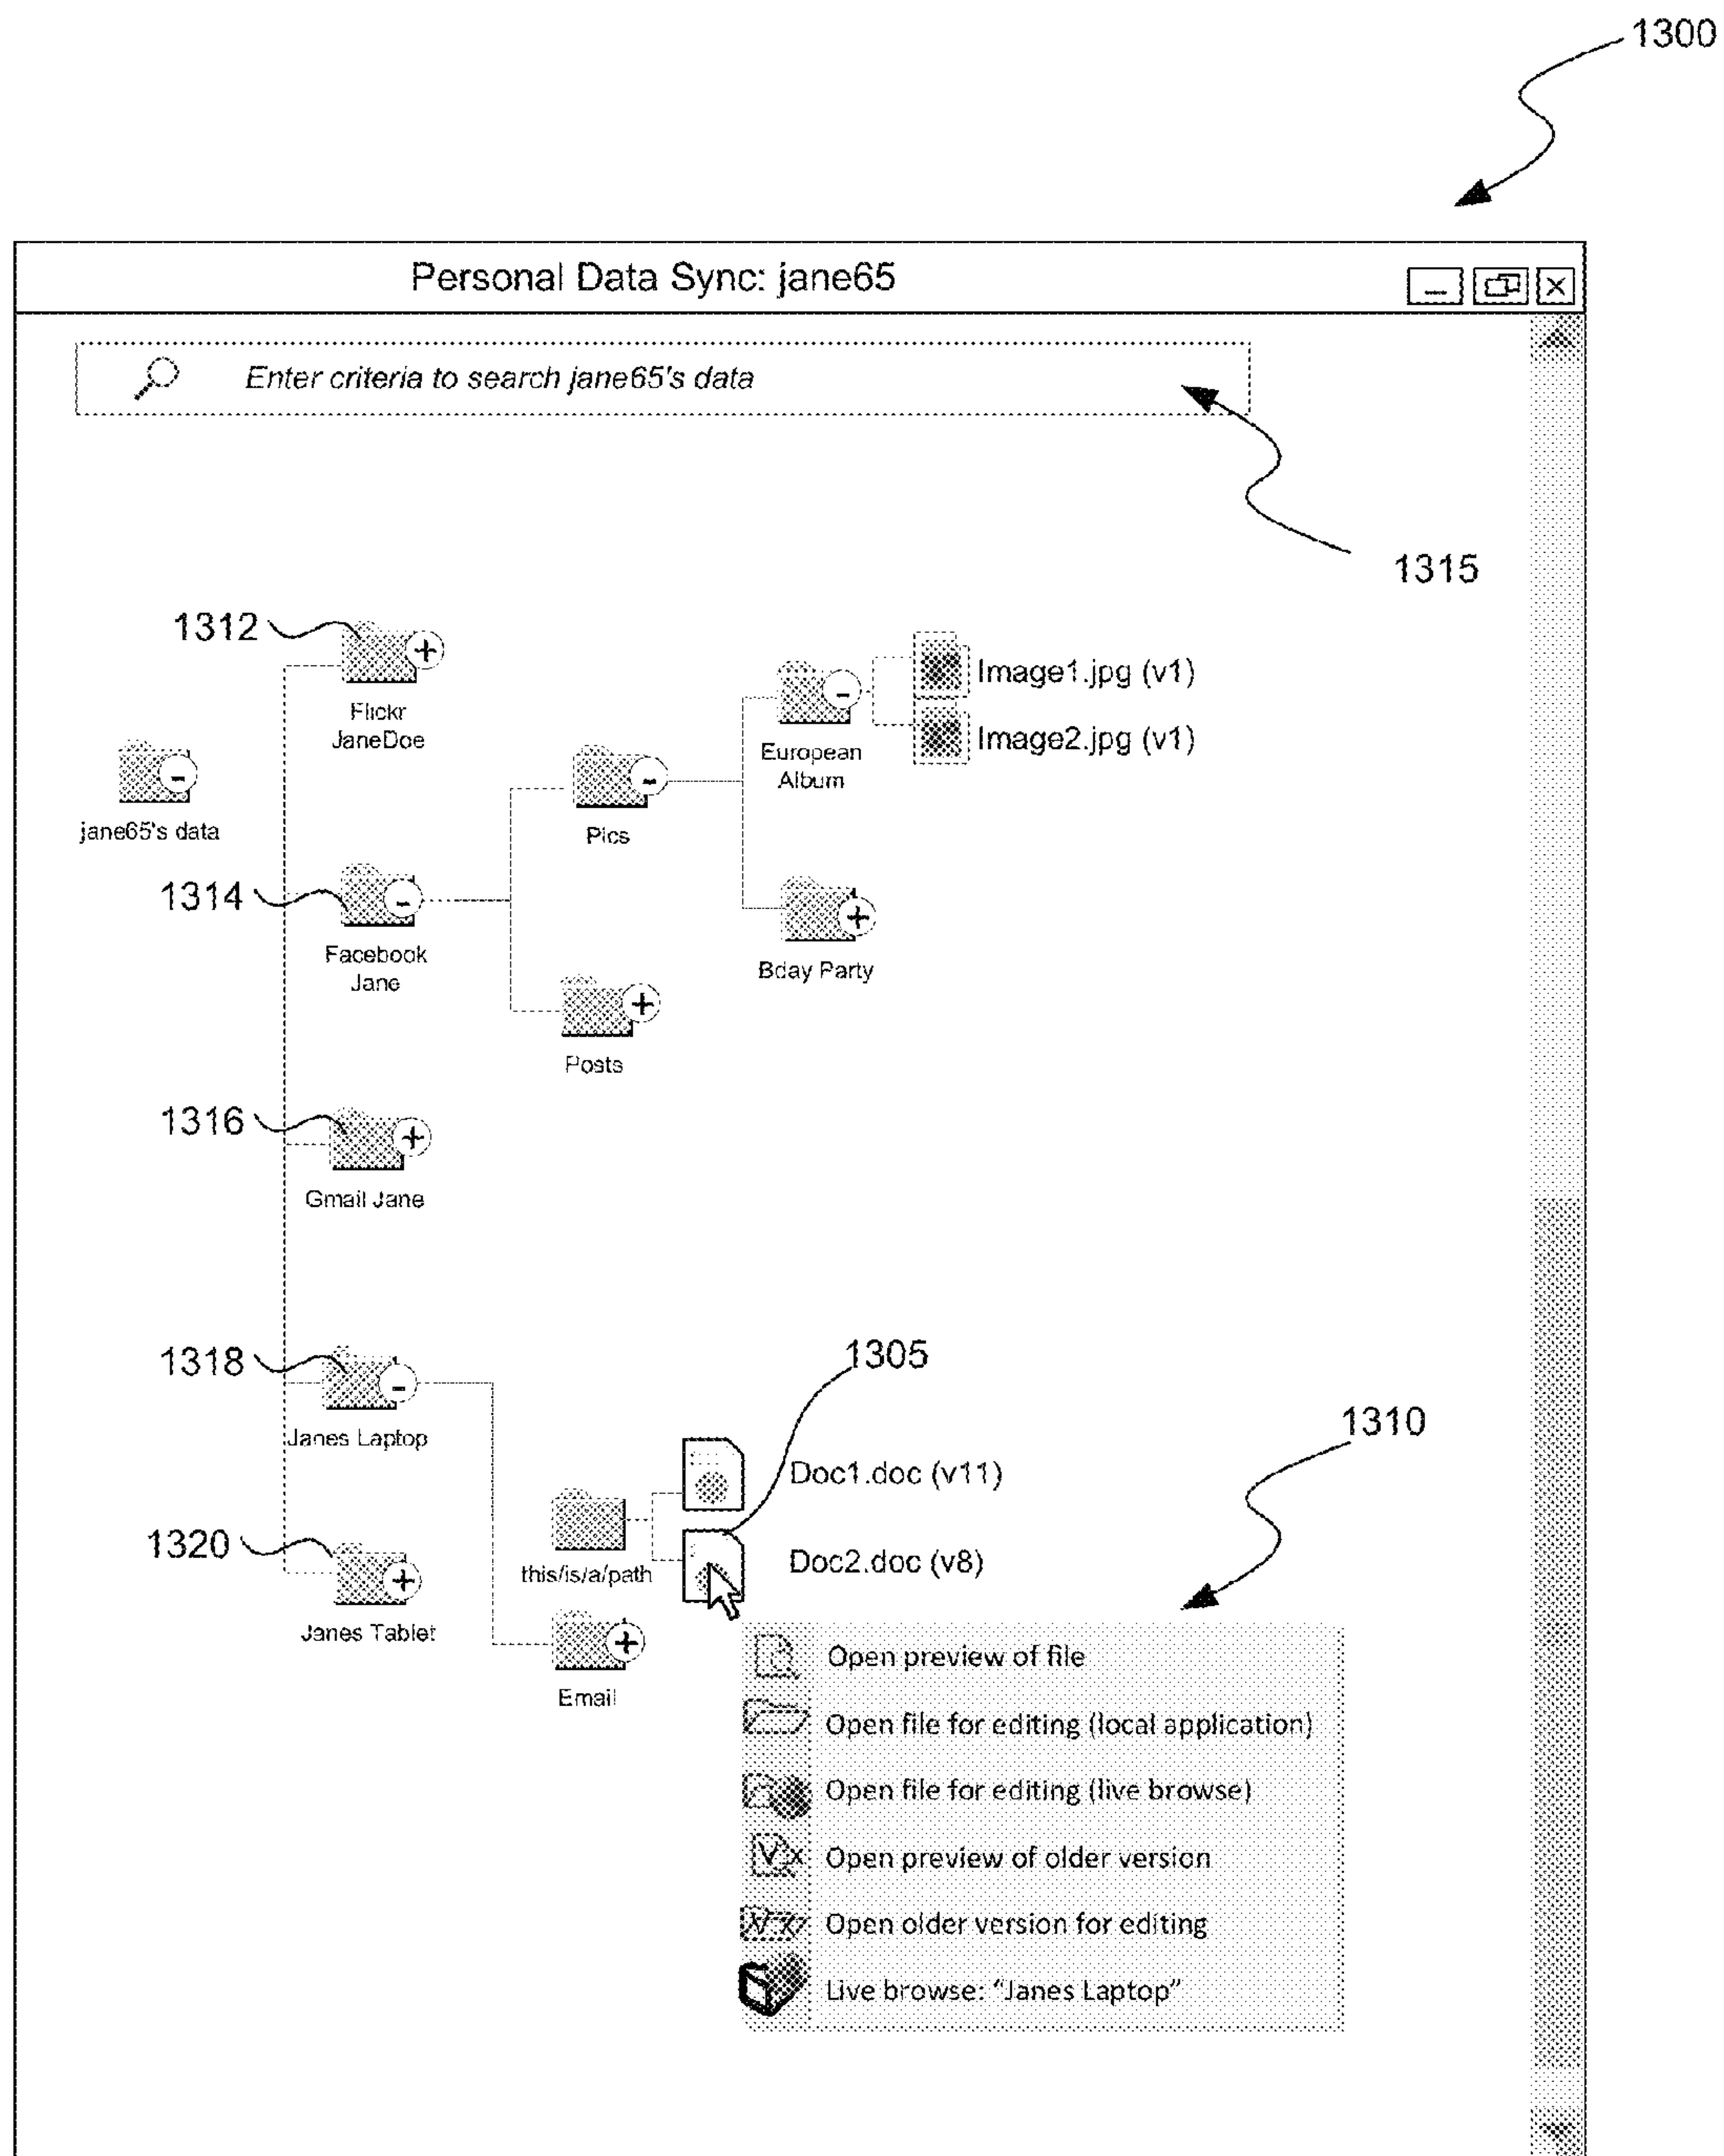 1300
Personal Data Sync: jane65
Enter criteria to search jane65's data
1315
1312
Flickr
JaneDoe
Image1.jpg (v1)
Image2.jpg (v1)
European
Album
jane65's data
Pics
1314
Facebook
Jane
Bday Party
Posts
1316
Gmail Jane
1318
Janes Laptop
1305
1310
Doc1.doc (v11)
1320
this/is/a/path
Doc2.doc (v8)
Janes Tablet
Email
Open preview of file
Open file for editing (local application)
Open file for editing (live browse)
Open preview of older version
Open older version for editing
Live browse: “Janes Laptop”